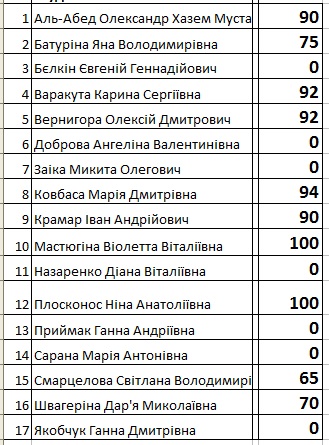 1 Аль-Абед Олександр Хазем Муста 90
2 Батуріна Яна Володимирівна 75
3 Бєлкін Євгеній Геннадійович 0
4 Варакута Карина Сергіївна 92
5 Вернигора Олексій Дмитрович 92
6 Доброва Ангеліна Валентинівна 0
7 Заіка Микита Олегович 0
8 Ковбаса Марія Дмитрівна 94
9 Крамар Іван Андрійович 90
10 Мастюгіна Віолетта Віталіївна 100
11 Назаренко Діана Віталіївна 0
12 Плосконос Ніна Анатоліївна 100
13 Приймак Ганна Андріївна 0
14 Сарана Марія Антонівна 0
15 Смарцелова Світлана Володимирі 65
16 Швагеріна Дар'я Миколаївна 70
17 Якобчук Ганна Дмитрівна 0